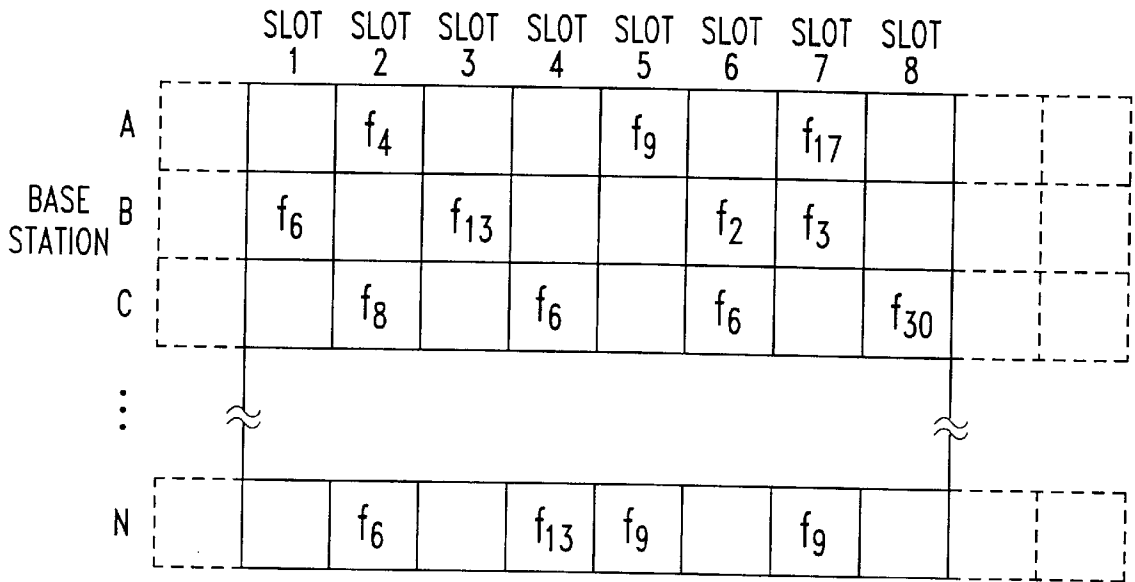 SLOT SLOT SLOT SLOT SLOT SLOT SLOT SLOT
1 2 3 4 5 6 7 8
A f4 f9 f17
BASE STATION
B f6 f13 f2 f3
C f8 f6 f6 f30
⋮
N f6 f13 f9 f9